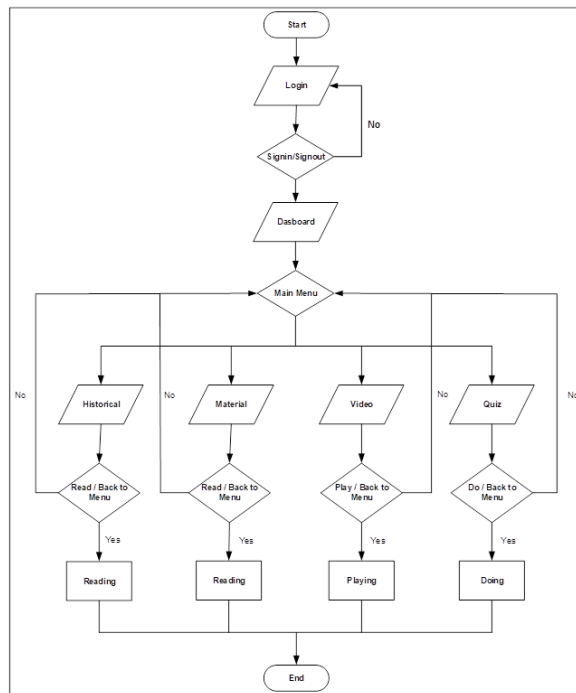 Start
Login
No
Signin/Signout
Dasboard
Main Menu
Historical
Material
Video
Quiz
No
No
No
No
Read / Back to
Menu
Read / Back to
Menu
Play / Back to
Menu
Do / Back to
Menu
Yes
Yes
Yes
Yes
Reading
Reading
Playing
Doing
End